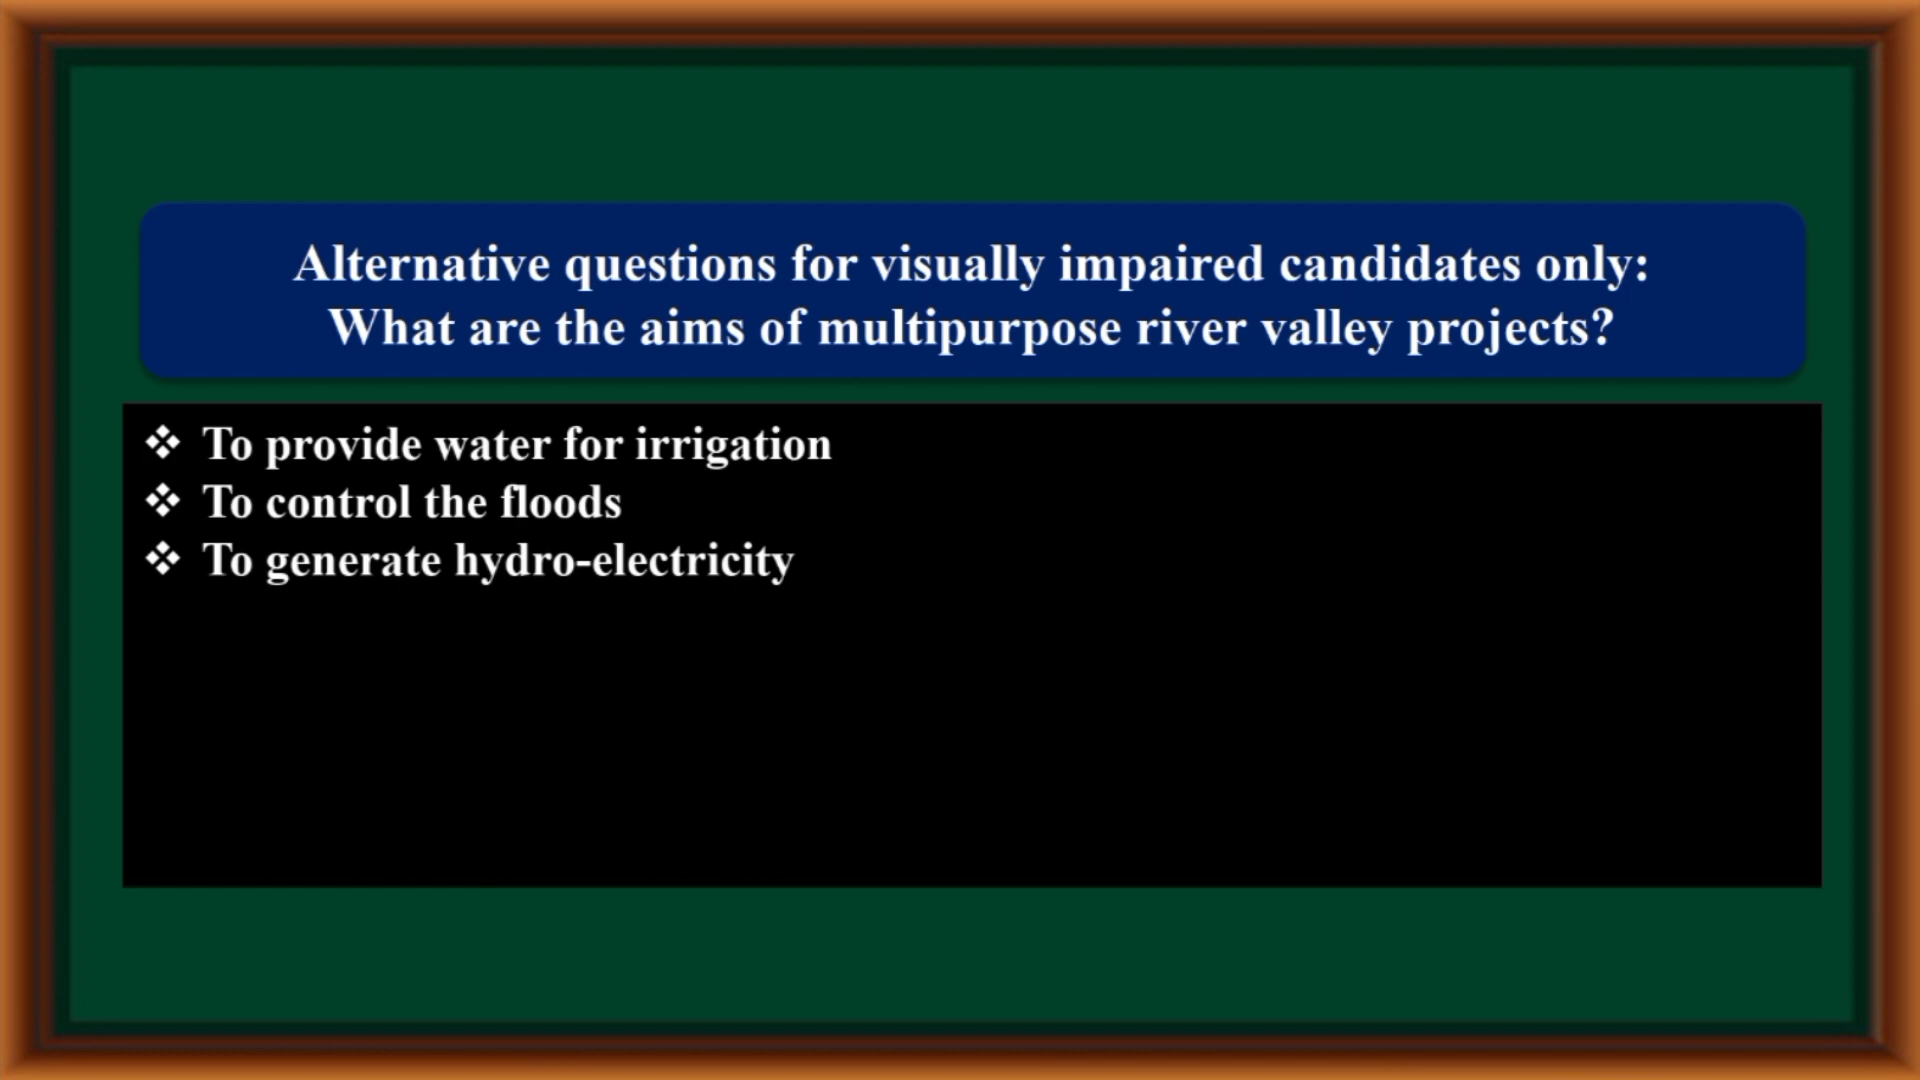 Alternative questions for visually impaired candidates only:
What are the aims of multipurpose river valley projects?
❖ To provide water for irrigation
❖ To control the floods
❖ To generate hydro-electricity